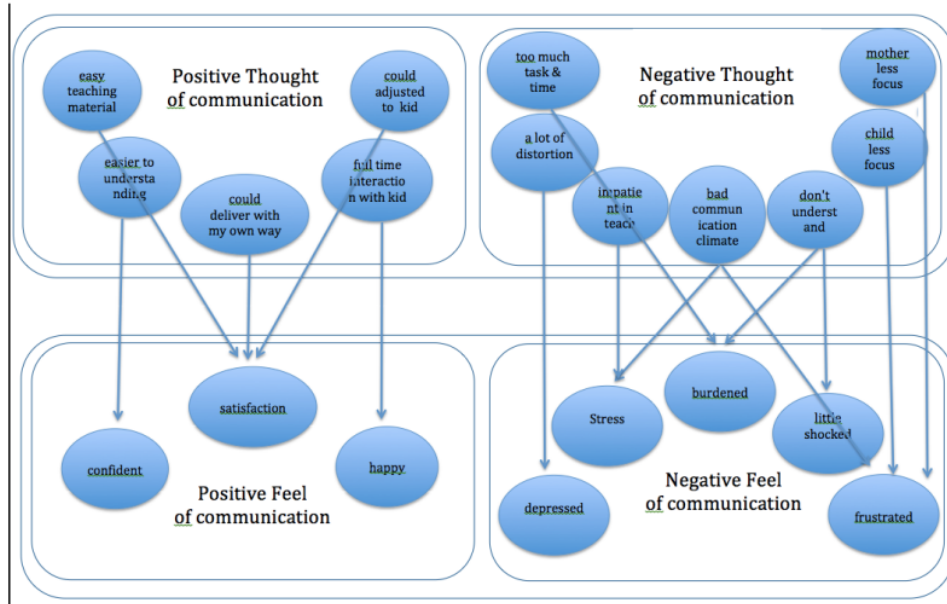 easy
teaching
material
Positive Thought
of communication
could
adjusted
to kid
easier to
understa
nding
could
deliver with
my own way
full time
interactio
n with kid
too much
task &
time
Negative Thought
of communication
mother
less
focus
a lot of
distortion
child
less
focus
impatie
nt in
teach
bad
commun
ication
climate
don't
underst
and
satisfaction
confident
happy
Positive Feel
of communication
Stress
burdened
little
shocked
depressed
Negative Feel
of communication
frustrated